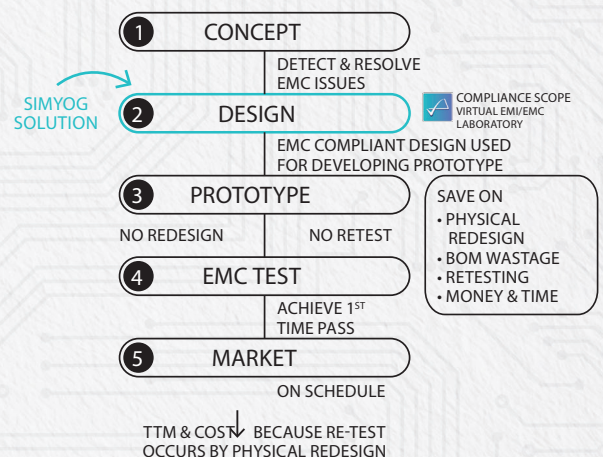 1 CONCEPT
DETECT & RESOLVE
EMC ISSUES
SIMYOG
SOLUTION
2 DESIGN
COMPLIANCE SCOPE
VIRTUAL EMI/EMC
LABORATORY
EMC COMPLIANT DESIGN USED
FOR DEVELOPING PROTOTYPE
3 PROTOTYPE
NO REDESIGN
NO RETEST
SAVE ON
• PHYSICAL
REDESIGN
• BOM WASTAGE
• RETESTING
• MONEY & TIME
4 EMC TEST
ACHIEVE 1ST
TIME PASS
5 MARKET
ON SCHEDULE
TTM & COST BECAUSE RE-TEST
OCCURS BY PHYSICAL REDESIGN